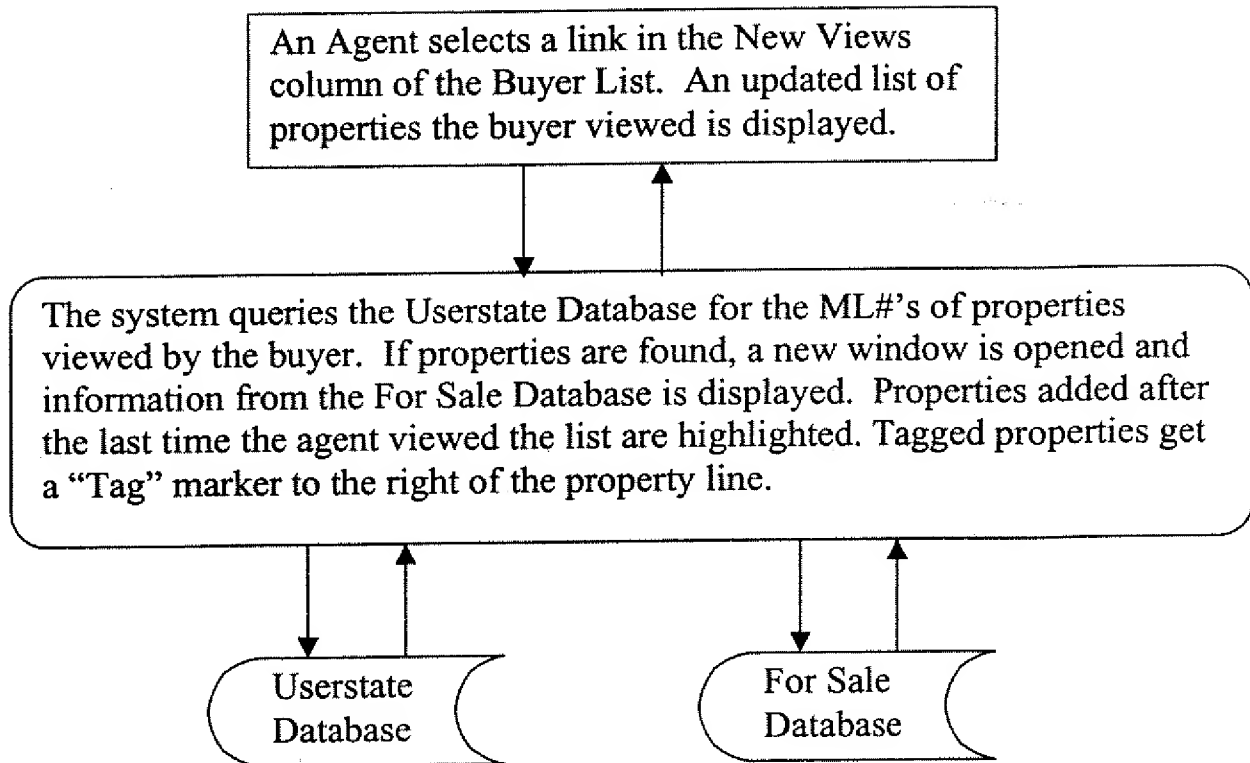 An Agent selects a link in the New Views
column of the Buyer List. An updated list of
properties the buyer viewed is displayed.
The system queries the Userstate Database for the ML#'s of properties
viewed by the buyer. If properties are found, a new window is opened and
information from the For Sale Database is displayed. Properties added after
the last time the agent viewed the list are highlighted. Tagged properties get
a “Tag” marker to the right of the property line.
Userstate
Database
For Sale
Database